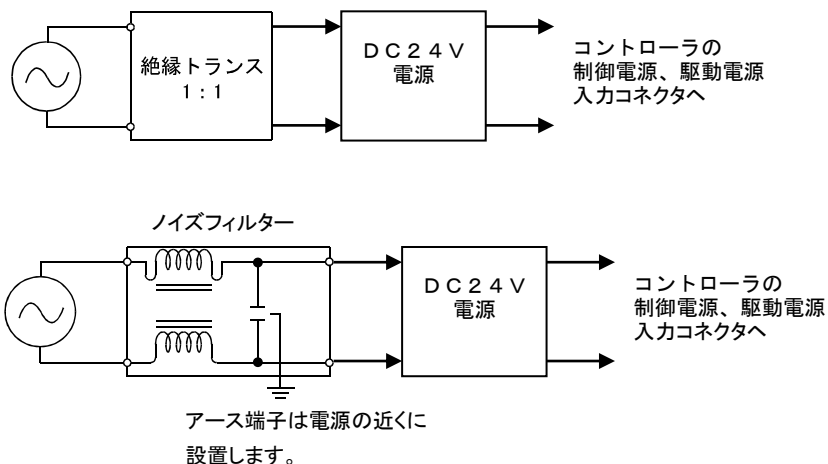 絶縁トランス
１：１
ＤＣ２４Ｖ
電源
コントローラの
制御電源、駆動電源
入力コネクタへ
ノイズフィルター
ＤＣ２４Ｖ
電源
コントローラの
制御電源、駆動電源
入力コネクタへ
アース端子は電源の近くに
設置します。